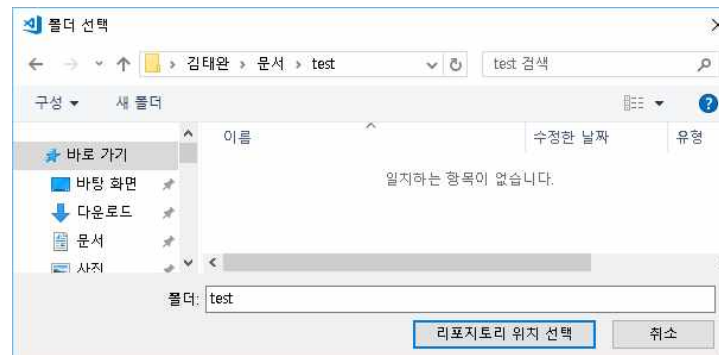 폴더 선택
김태완 > 문서 > test
test 검색
구성 새 폴더
이름 수정한 날짜 유형
바로 가기
일치하는 항목이 없습니다.
바탕 화면
다운로드
문서
사진
폴더: test
리포지토리 위치 선택 취소